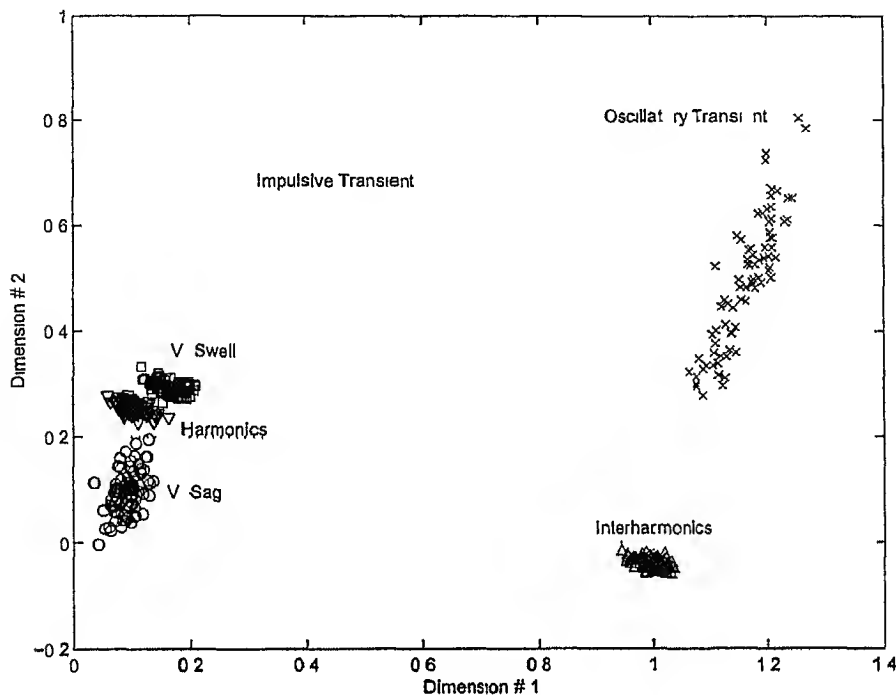 1
0 8
0 6
0 4
0 2
0
−0 2
Dimension # 2
Oscillat ry Transi nt
Impulsive Transient
V Swell
Harmonics
V Sag
Interharmonics
0
0 2
0 4
0 6
0 8
1
1 2
1 4
Dimension # 1